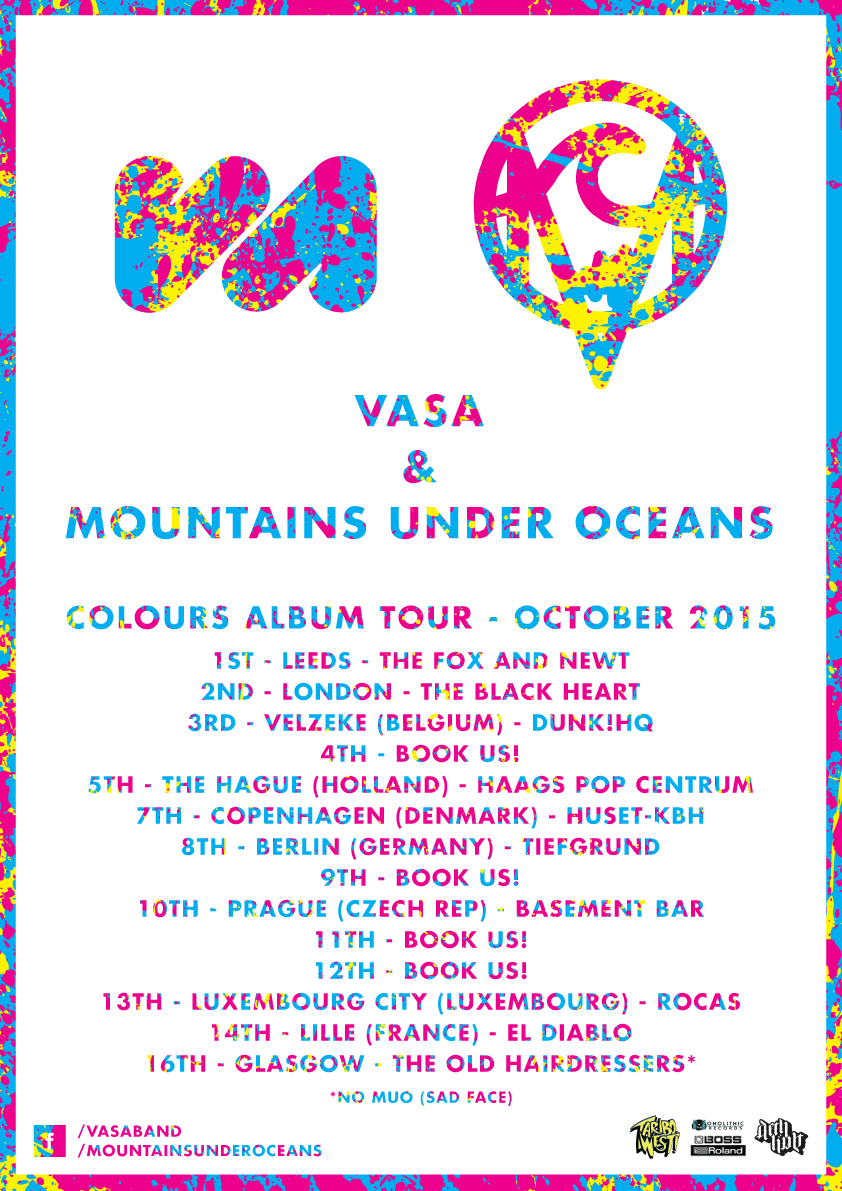 VASA
&
MOUNTAINS UNDER OCEANS
COLOURS ALBUM TOUR - OCTOBER 2015
1ST - LEEDS - THE FOX AND NEWT
2ND - LONDON - THE BLACK HEART
3RD - VELZEKE (BELGIUM) - DUNK!HQ
4TH - BOOK US!
5TH - THE HAGUE (HOLLAND) - HAAGS POP CENTRUM
7TH - COPENHAGEN (DENMARK) - HUSET-KBH
8TH - BERLIN (GERMANY) - TIEFGRUND
9TH - BOOK US!
10TH - PRAGUE (CZECH REP) - BASEMENT BAR
11TH - BOOK US!
12TH - BOOK US!
13TH - LUXEMBOURG CITY (LUXEMBOURG) - ROCAS
14TH - LILLE (FRANCE) - EL DIABLO
16TH - GLASGOW - THE OLD HAIRDRESSERS*
*NO MUO (SAD FACE)
f
/VASABAND
/MOUNTAINSUNDEROCEANS
TARIBO
WEST
MONOLITHIC
RECORDS
BOSS
Roland